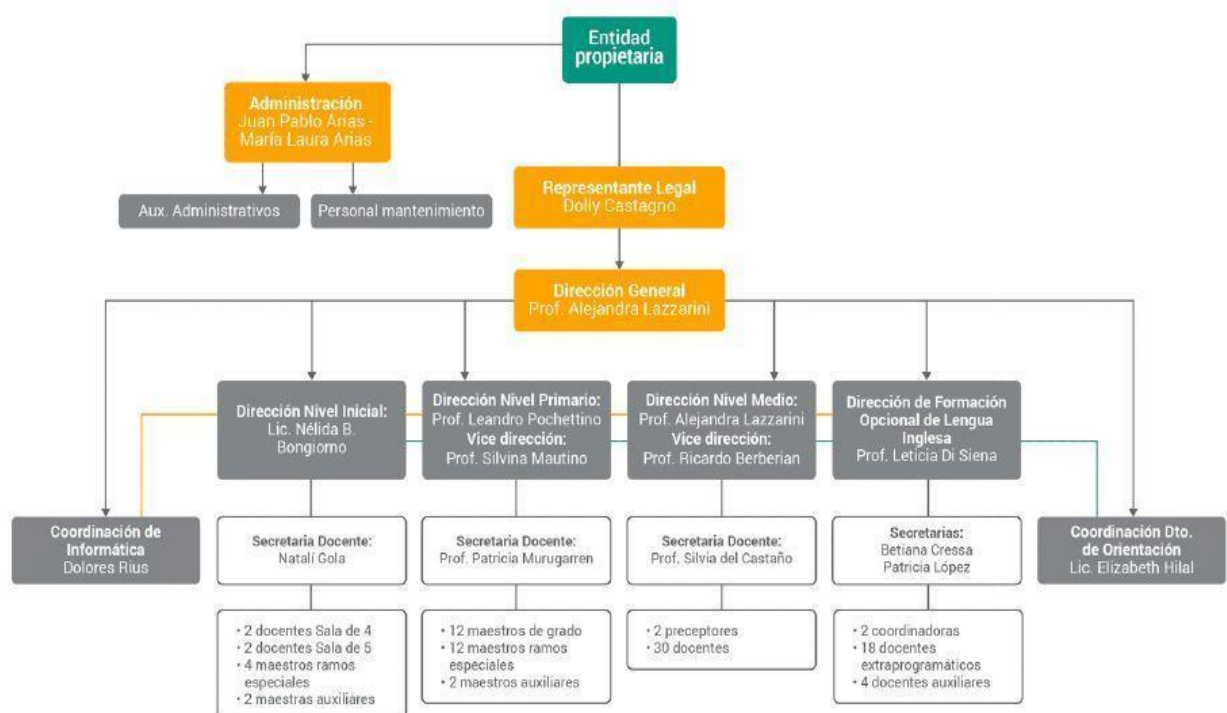 Entidad
propietaria
Administración
Juan Pablo Arias -
María Laura Arias
Aux. Administrativos
Personal mantenimiento
Representante Legal
Dolly Castagno
Dirección General
Prof. Alejandra Lazzarini
Dirección Nivel Inicial:
Lic. Nélida B.
Bongiorno
Dirección Nivel Primario:
Prof. Leandro Pochettino
Vice dirección:
Prof. Silvina Mautino
Dirección Nivel Medio:
Prof. Alejandra Lazzarini
Vice dirección:
Prof. Ricardo Berberian
Dirección de Formación
Opcional de Lengua
Inglesa
Prof. Leticia Di Siena
Coordinación de
Informática
Dolores Rius
Secretaria Docente:
Natalí Gola
Secretaria Docente:
Prof. Patricia Murugarren
Secretaria Docente:
Prof. Silvia del Castaño
Secretarias:
Betiana Cressa
Patricia López
Coordinación Dto.
de Orientación
Lic. Elizabeth Hilal
• 2 docentes Sala de 4
• 2 docentes Sala de 5
• 4 maestros ramos
especiales
• 2 maestras auxiliares
• 12 maestros de grado
• 12 maestros ramos
especiales
• 2 maestros auxiliares
• 2 preceptores
• 30 docentes
• 2 coordinadoras
• 18 docentes
extraprogramáticos
• 4 docentes auxiliares